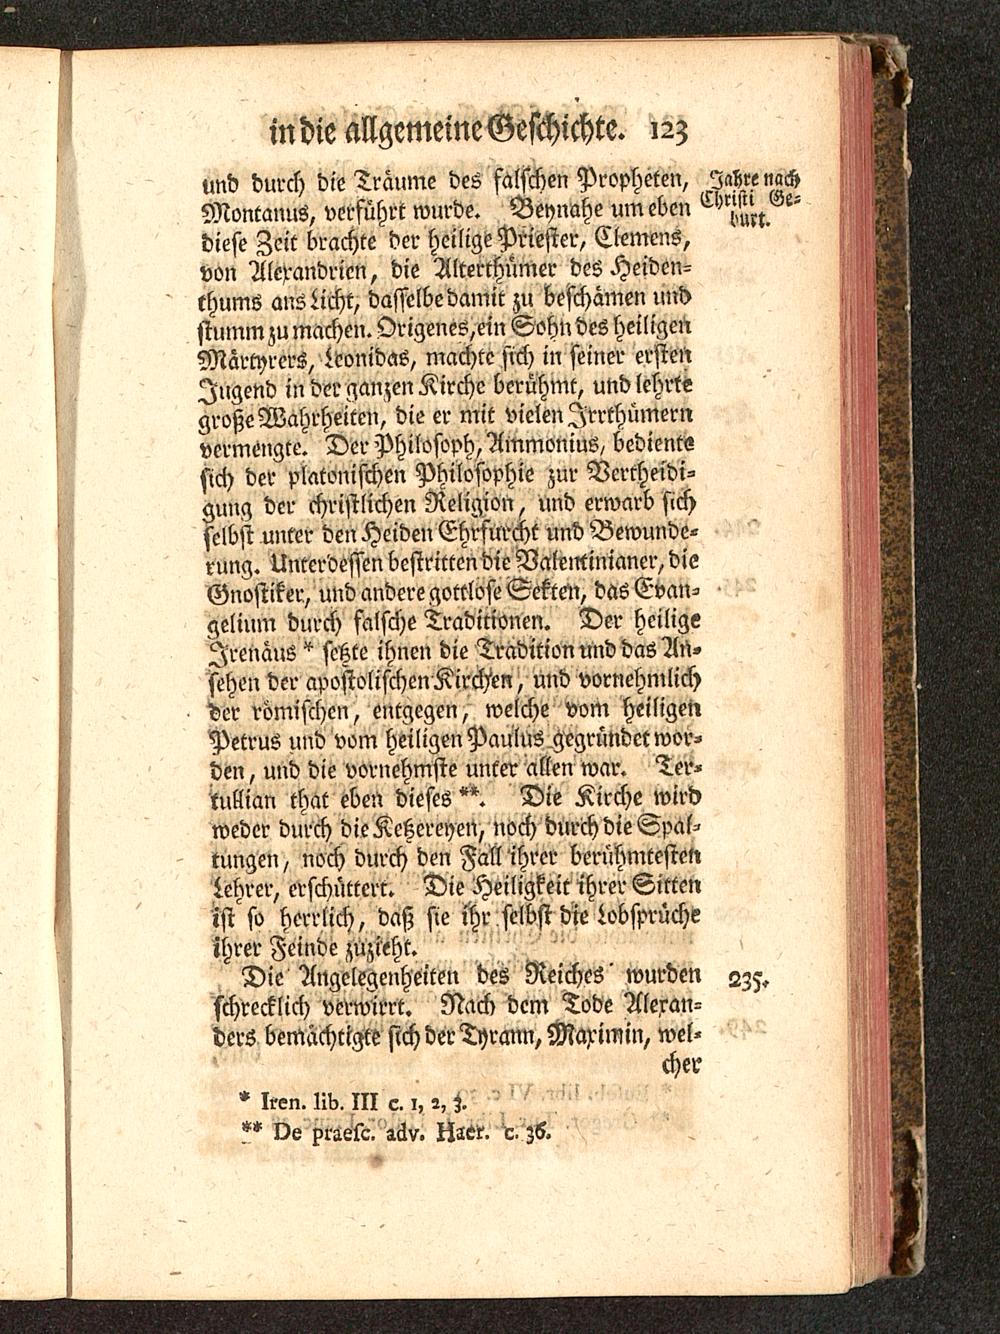 in die allgemeine Geschichte. 123
Jahre nach
Christi Ge-
burt.
und durch die Träume des falschen Propheten,
Montanus, verführt wurde. Beynahe um eben
diese Zeit brachte der heilige Priester, Clemens,
von Alexandrien, die Alterthümer des Heiden-
thums ans Licht, dasselbe damit zu beschämen und
stumm zu machen. Origenes, ein Sohn des heiligen
Märtyrers, Leonidas, machte sich in seiner ersten
Jugend in der ganzen Kirche berühmt, und lehrte
große Wahrheiten, die er mit vielen Irrthümern
vermengte. Der Philosoph, Ammonius, bediente
sich der platonischen Philosophie zur Vertheidi-
gung der christlichen Religion, und erwarb sich
selbst unter den Heiden Ehrfurcht und Bewunde-
rung. Unterdessen bestritten die Valentinianer, die
Gnostiker, und andere gottlose Sekten, das Evan-
gelium durch falsche Traditionen. Der heilige
Irenäus * setzte ihnen die Tradition und das An-
sehen der apostolischen Kirchen, und vornehmlich
der römischen, entgegen, welche vom heiligen
Petrus und vom heiligen Paulus gegründet wor-
den, und die vornehmste unter allen war. Ter-
tullian that eben dieses **. Die Kirche wird
weder durch die Ketzereyen, noch durch die Spal-
tungen, noch durch den Fall ihrer berühmtesten
Lehrer, erschüttert. Die Heiligkeit ihrer Sitten
ist so herrlich, daß sie ihr selbst die Lobsprüche
ihrer Feinde zuzieht.
Die Angelegenheiten des Reiches wurden 235.
schrecklich verwirrt. Nach dem Tode Alexan-
ders bemächtigte sich der Tyrann, Maximin, wel-
cher
* Iren. lib. III c. 1, 2, 3.
** De praesc. adv. Haer. c. 36.